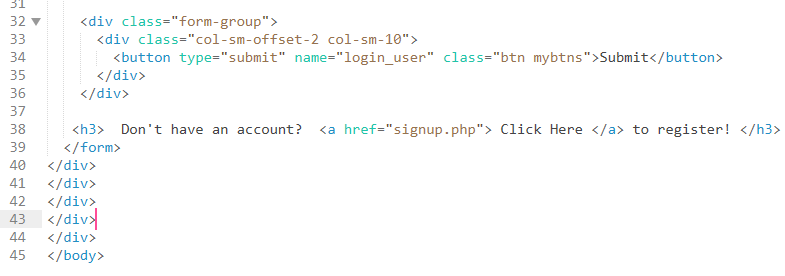 31
32 <div class="form-group">
33 <div class="col-sm-offset-2 col-sm-10">
34 <button type="submit" name="login_user" class="btn mybtns">Submit</button>
35 </div>
36 </div>
37
38 <h3>  Don't have an account?  <a href="signup.php"> Click Here </a> to register! </h3>
39 </form>
40 </div>
41 </div>
42 </div>
43 </div>
44 </div>
45 </body>